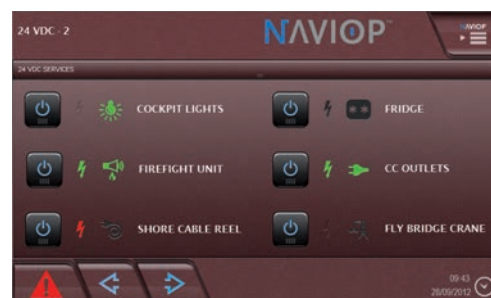 24 VDC - 2
NAVIOP™
NAVIOP
24 VDC SERVICES
COCKPIT LIGHTS
FRIDGE
FIREFIGHT UNIT
CC OUTLETS
SHORE CABLE REEL
FLY BRIDGE CRANE
09:43
28/09/2012